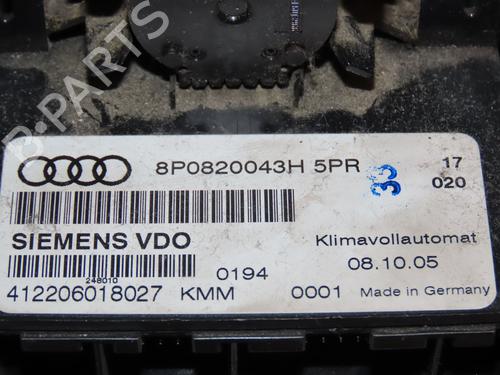 8P0820043H 5PR 3 17
020
SIEMENS VDO Klimavollautomat
248010 0194 08.10.05
412206018027 KMM 0001 Made in Germany
B-PARTS